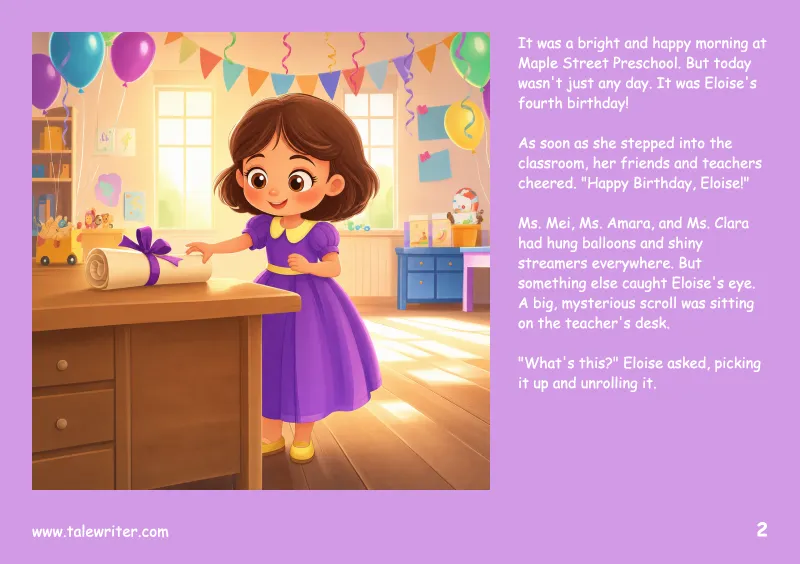 It was a bright and happy morning at
Maple Street Preschool. But today
wasn't just any day. It was Eloise's
fourth birthday!
As soon as she stepped into the
classroom, her friends and teachers
cheered. "Happy Birthday, Eloise!"
Ms. Mei, Ms. Amara, and Ms. Clara
had hung balloons and shiny
streamers everywhere. But
something else caught Eloise's eye.
A big, mysterious scroll was sitting
on the teacher's desk.
"What's this?" Eloise asked, picking
it up and unrolling it.
www.talewriter.com
2